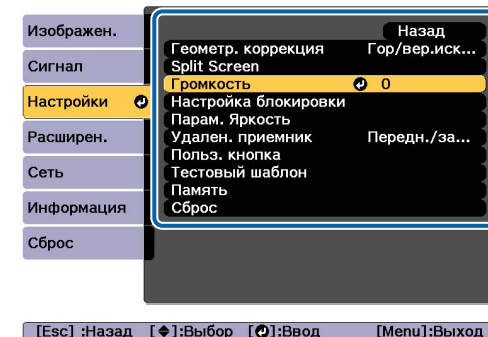 Изображен.
Сигнал
Настройки
Расширен.
Сеть
Информация
Сброс
Назад
Геометр. коррекция Гор/вер.иск...
Split Screen
Громкость 0
Настройка блокировки
Парам. Яркость
Удален. приемник Передн./за...
Польз. кнопка
Тестовый шаблон
Память
Сброс
[Esc] :Назад [ ]:Выбор [ ]:Ввод [Menu]:Выход